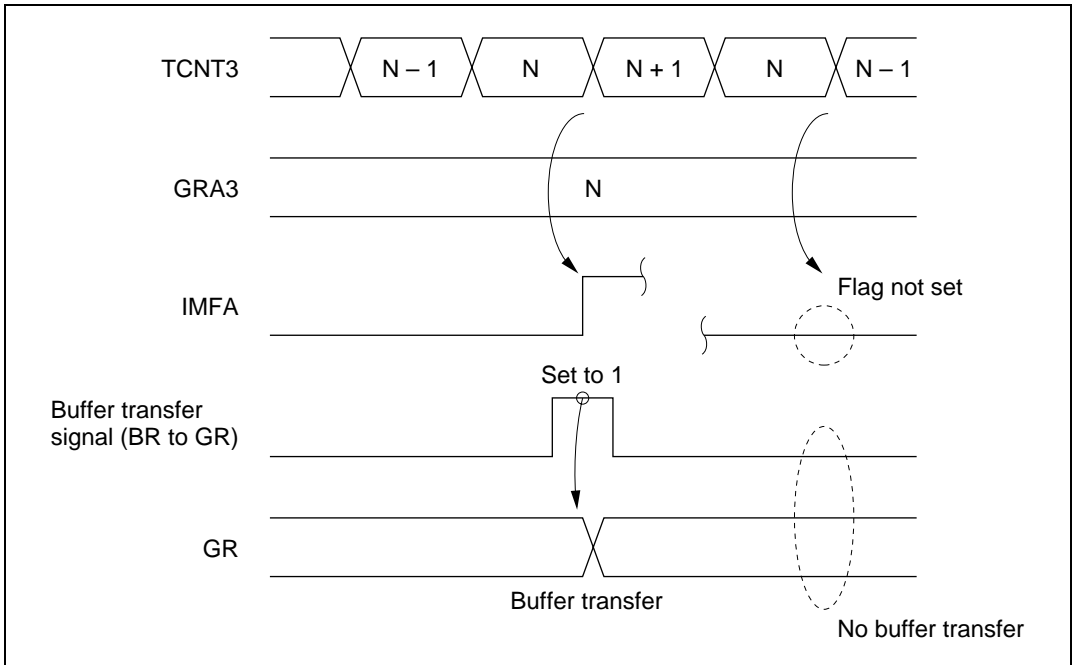 TCNT3
N – 1
N
N + 1
N
N – 1
GRA3
N
IMFA
Flag not set
Set to 1
Buffer transfer
signal (BR to GR)
GR
Buffer transfer
No buffer transfer